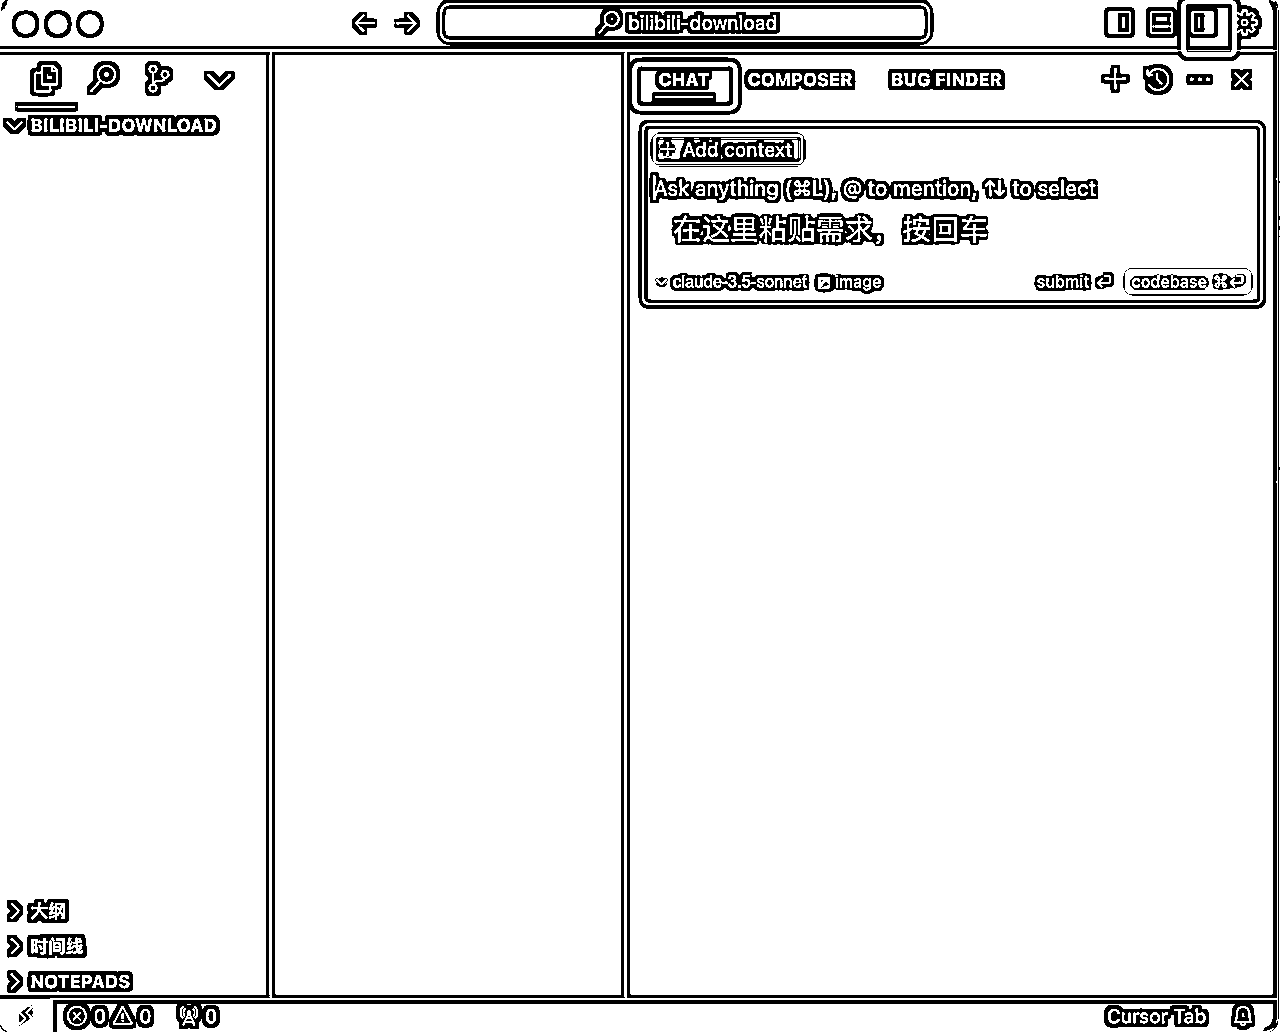 bilibili-download
BILIBILI-DOWNLOAD
CHAT COMPOSER BUG FINDER
Add context
Ask anything (⌘L), @ to mention, ↑↓ to select
在这里粘贴需求，按回车
claude-3.5-sonnet image submit ⏎ codebase ⌘⏎
大纲
时间线
NOTEPADS
0 0 0 Cursor Tab